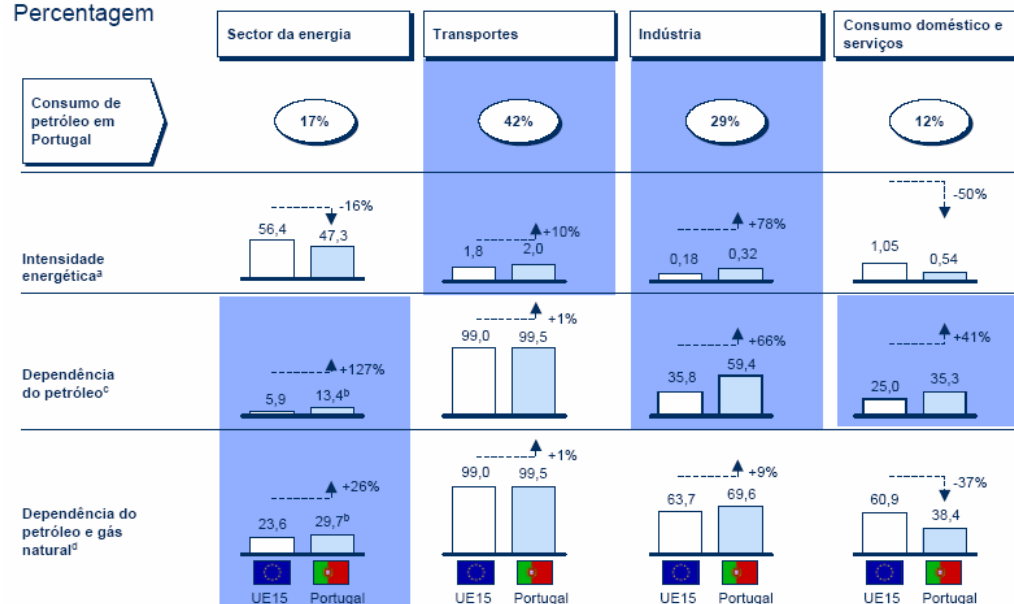 Percentagem
Sector da energia
Transportes
Indústria
Consumo doméstico e
serviços
Consumo de
petróleo em
Portugal
17%
42%
29%
12%
Intensidade
energéticaª
-16%
56,4
47,3
+10%
1,8
2,0
+78%
0,18
0,32
-50%
1,05
0,54
Dependência
do petróleoᶜ
+127%
5,9
13,4ᵇ
+1%
99,0
99,5
+66%
35,8
59,4
+41%
25,0
35,3
Dependência do
petróleo e gás
naturalᵈ
+26%
23,6
29,7ᵇ
+1%
99,0
99,5
+9%
63,7
69,6
-37%
60,9
38,4
UE15
Portugal
UE15
Portugal
UE15
Portugal
UE15
Portugal